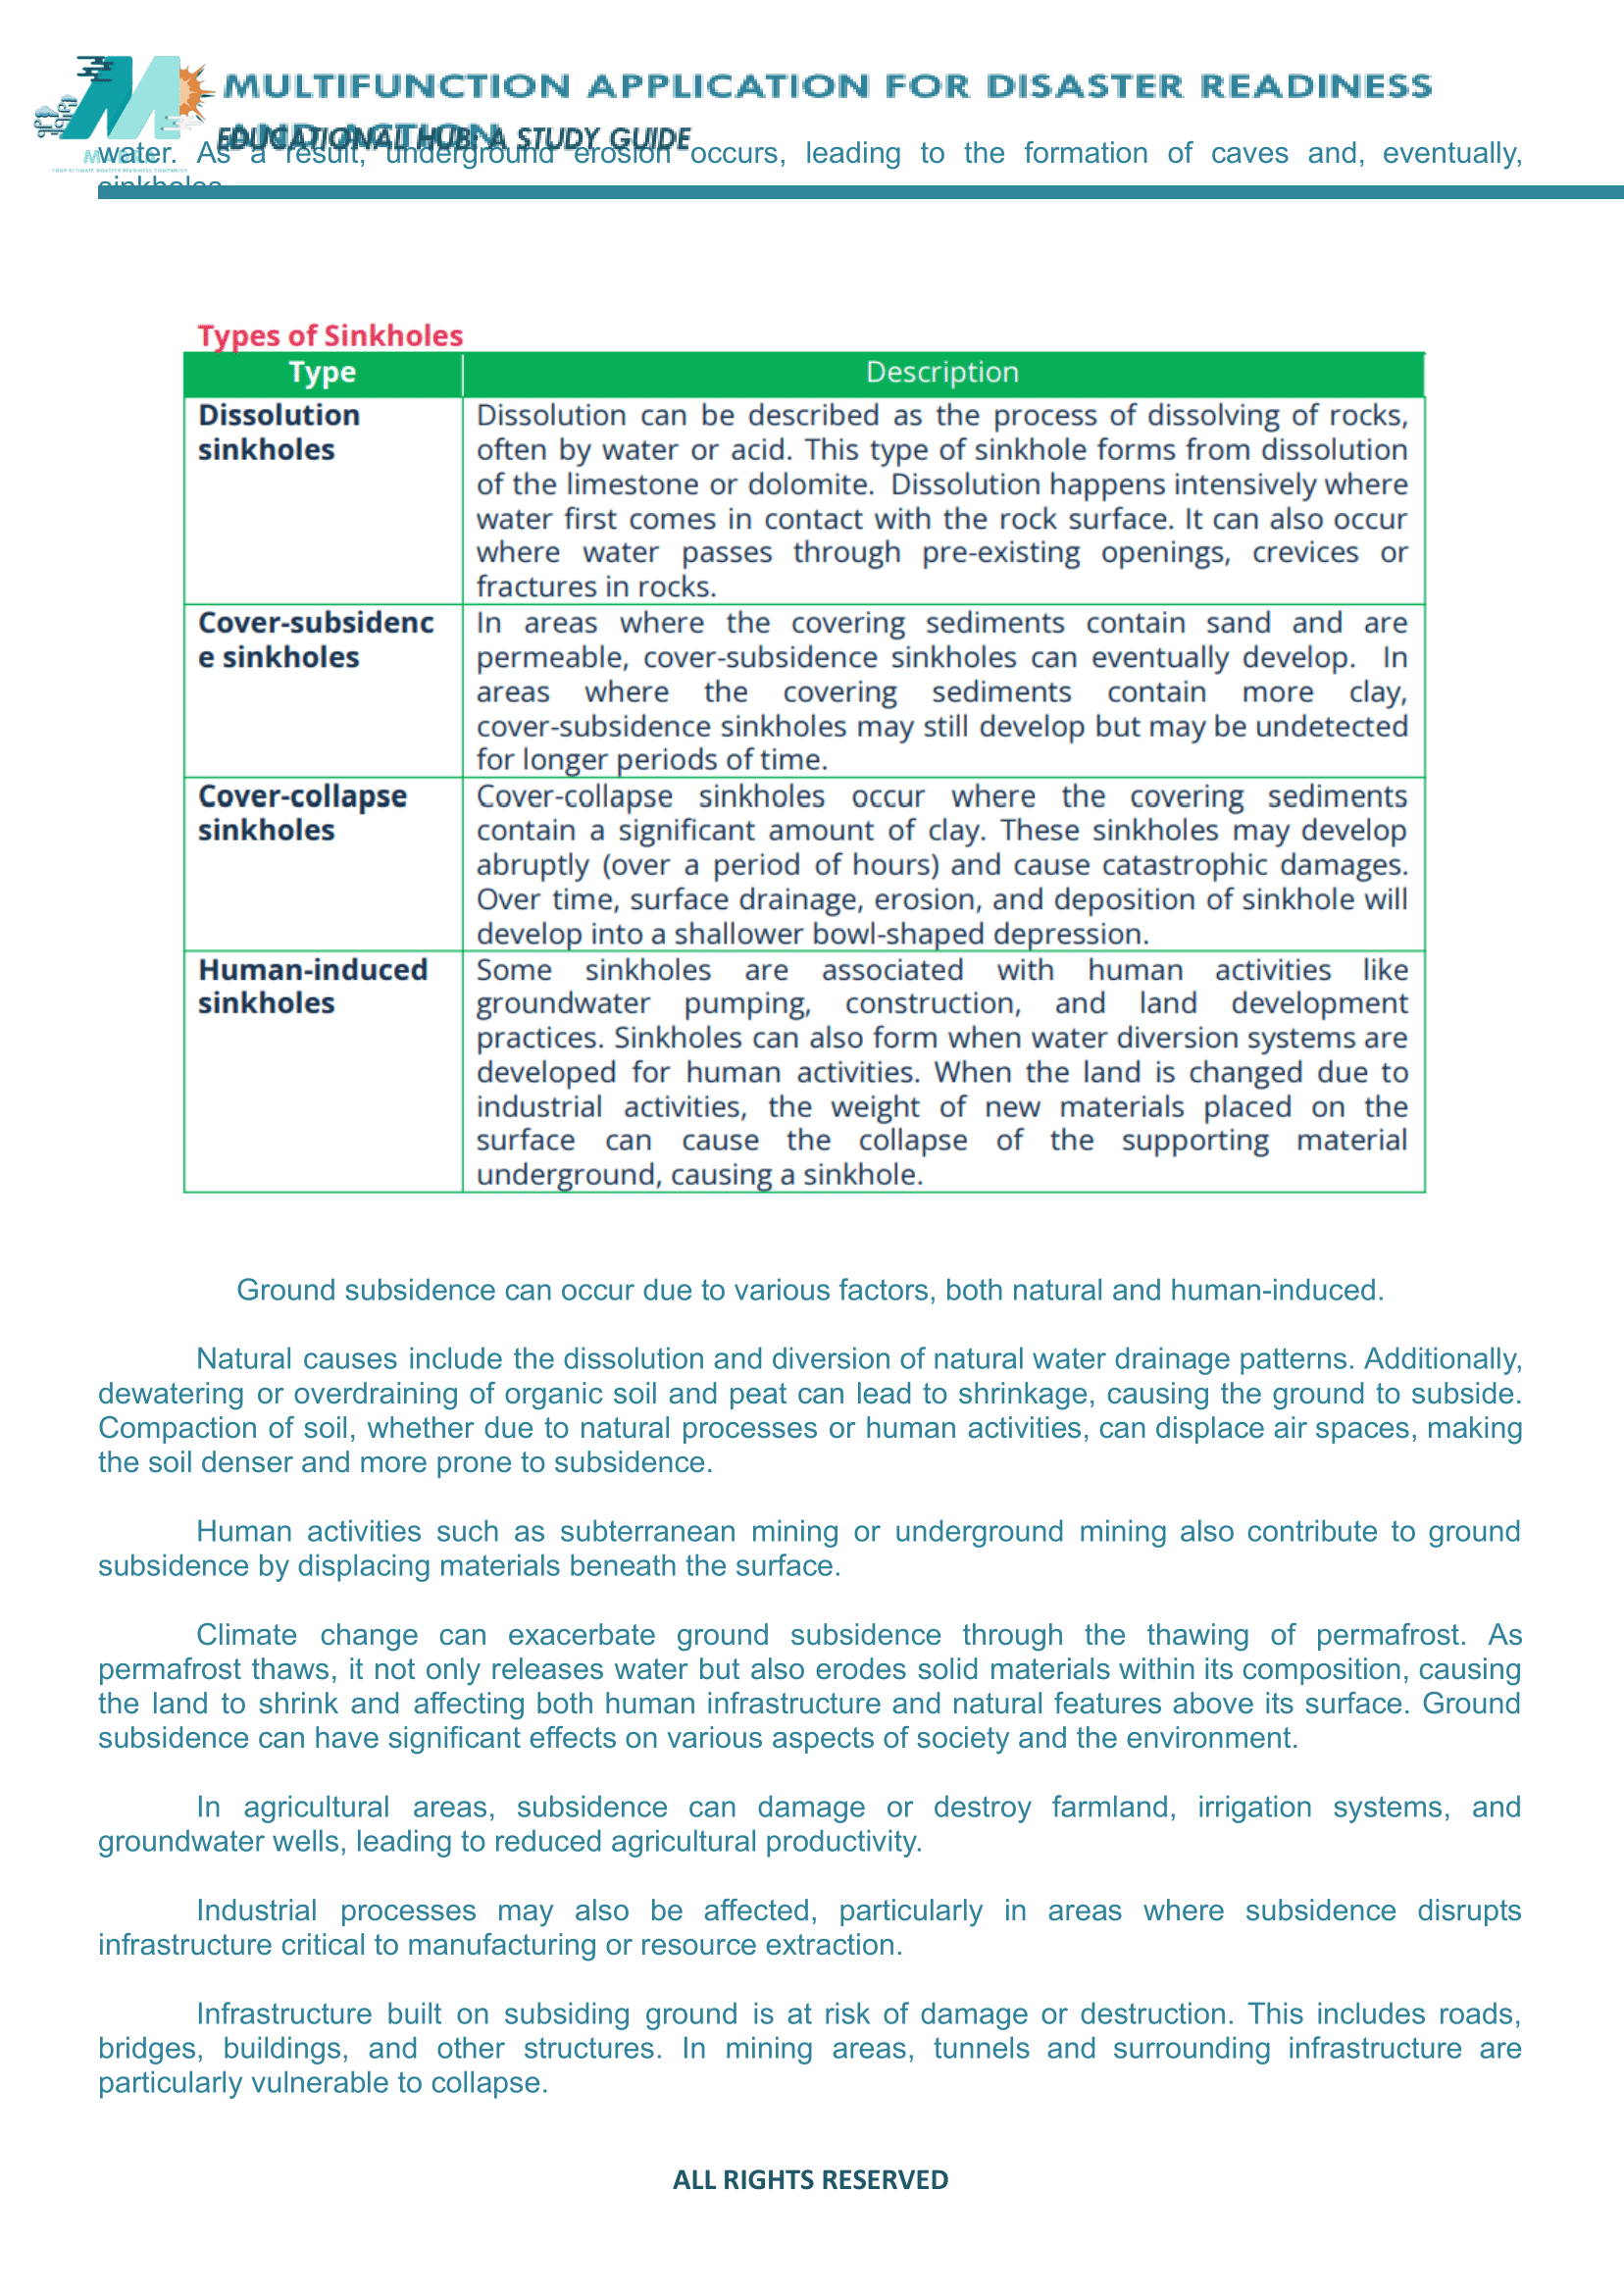 MULTIFUNCTION APPLICATION FOR DISASTER READINESS
AND ACTION
EDUCATIONAL HUB: A STUDY GUIDE
water. As a result, underground erosion occurs, leading to the formation of caves and, eventually,
sinkholes
Types of Sinkholes
Type Description
Dissolution
sinkholes
Dissolution can be described as the process of dissolving of rocks,
often by water or acid. This type of sinkhole forms from dissolution
of the limestone or dolomite. Dissolution happens intensively where
water first comes in contact with the rock surface. It can also occur
where water passes through pre-existing openings, crevices or
fractures in rocks.
Cover-subsidenc
e sinkholes
In areas where the covering sediments contain sand and are
permeable, cover-subsidence sinkholes can eventually develop. In
areas where the covering sediments contain more clay,
cover-subsidence sinkholes may still develop but may be undetected
for longer periods of time.
Cover-collapse
sinkholes
Cover-collapse sinkholes occur where the covering sediments
contain a significant amount of clay. These sinkholes may develop
abruptly (over a period of hours) and cause catastrophic damages.
Over time, surface drainage, erosion, and deposition of sinkhole will
develop into a shallower bowl-shaped depression.
Human-induced
sinkholes
Some sinkholes are associated with human activities like
groundwater pumping, construction, and land development
practices. Sinkholes can also form when water diversion systems are
developed for human activities. When the land is changed due to
industrial activities, the weight of new materials placed on the
surface can cause the collapse of the supporting material
underground, causing a sinkhole.
Ground subsidence can occur due to various factors, both natural and human-induced.
Natural causes include the dissolution and diversion of natural water drainage patterns. Additionally,
dewatering or overdraining of organic soil and peat can lead to shrinkage, causing the ground to subside.
Compaction of soil, whether due to natural processes or human activities, can displace air spaces, making
the soil denser and more prone to subsidence.
Human activities such as subterranean mining or underground mining also contribute to ground
subsidence by displacing materials beneath the surface.
Climate change can exacerbate ground subsidence through the thawing of permafrost. As
permafrost thaws, it not only releases water but also erodes solid materials within its composition, causing
the land to shrink and affecting both human infrastructure and natural features above its surface. Ground
subsidence can have significant effects on various aspects of society and the environment.
In agricultural areas, subsidence can damage or destroy farmland, irrigation systems, and
groundwater wells, leading to reduced agricultural productivity.
Industrial processes may also be affected, particularly in areas where subsidence disrupts
infrastructure critical to manufacturing or resource extraction.
Infrastructure built on subsiding ground is at risk of damage or destruction. This includes roads,
bridges, buildings, and other structures. In mining areas, tunnels and surrounding infrastructure are
particularly vulnerable to collapse.
ALL RIGHTS RESERVED